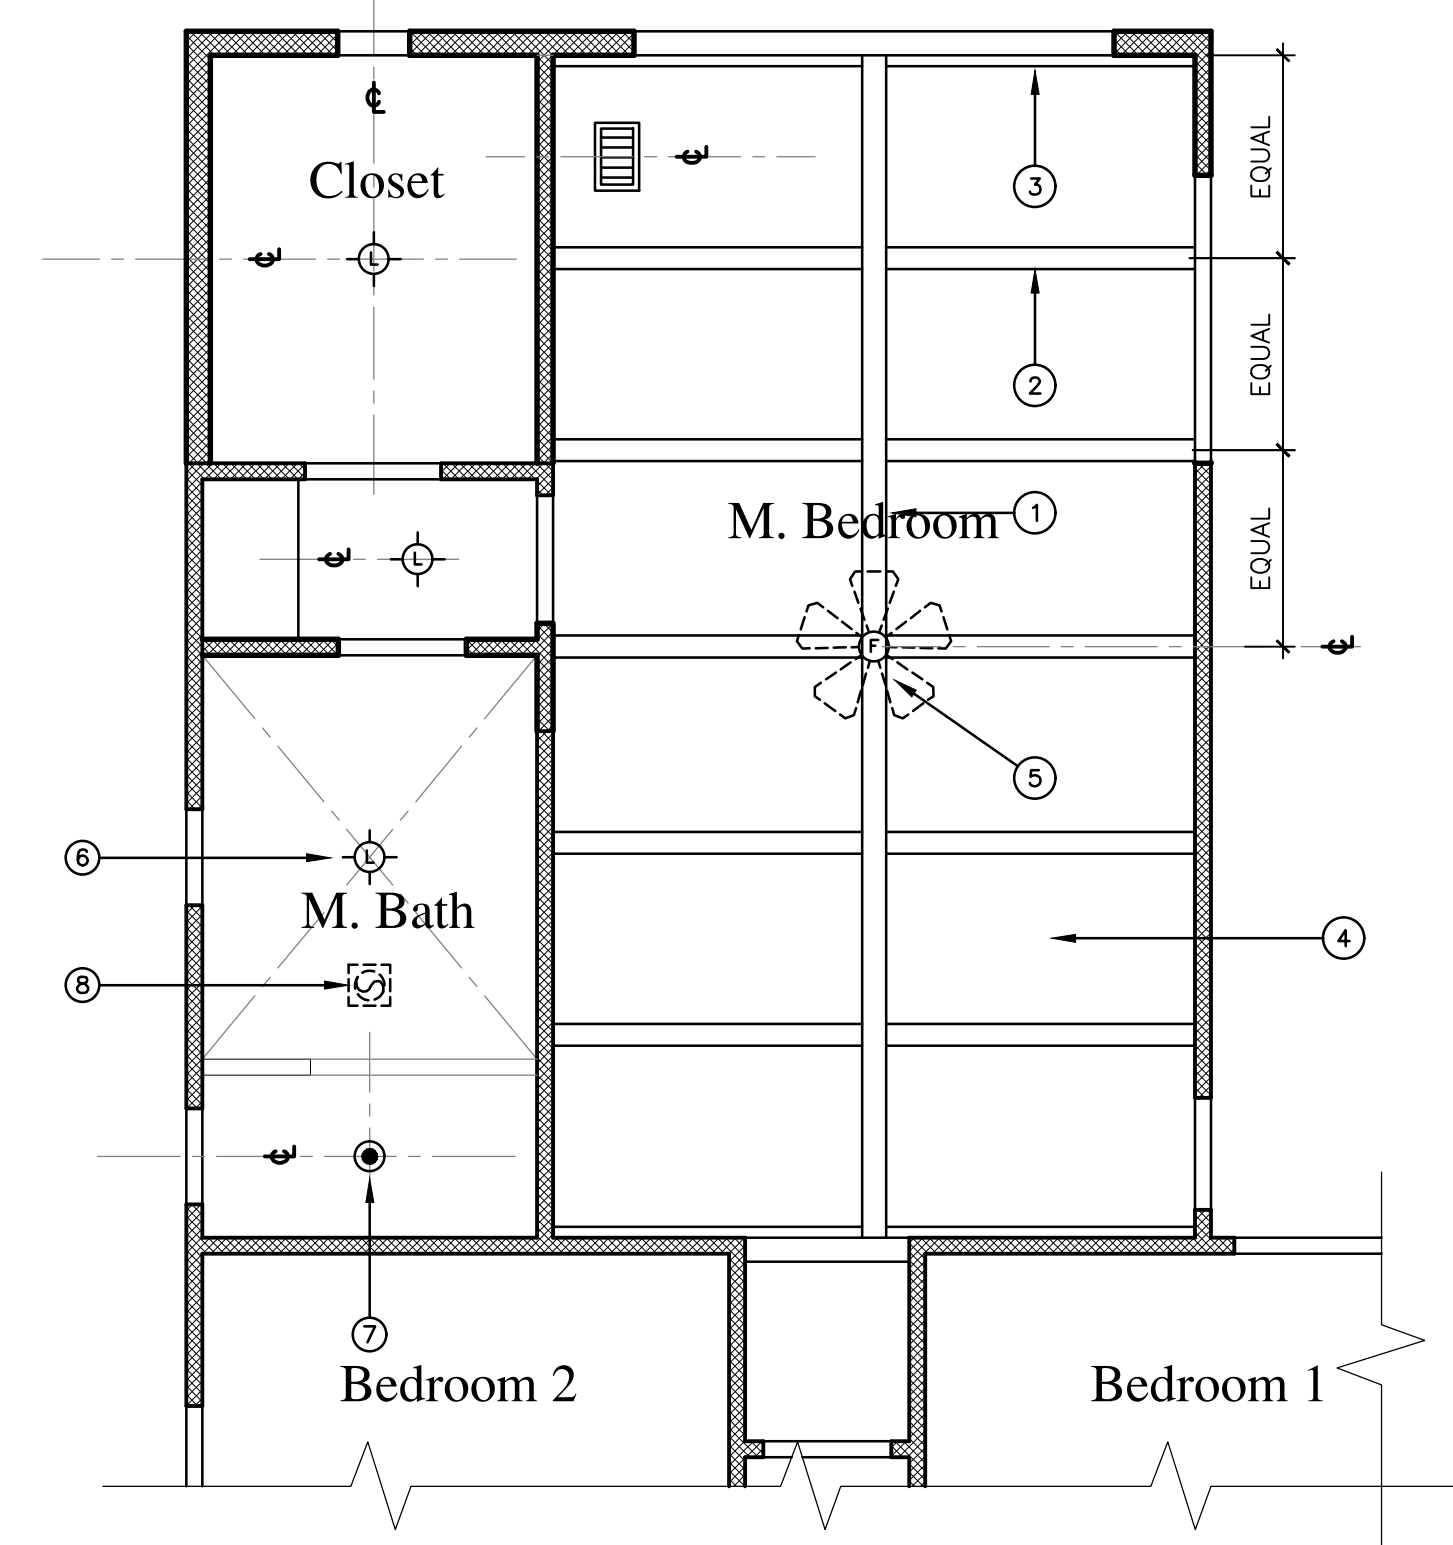 ℄
EQUAL
℄
Closet
3
℄
L
EQUAL
2
M. Bedroom
1
EQUAL
℄
L
F
℄
5
6
L
M. Bath
4
8
℄
7
Bedroom 2
Bedroom 1